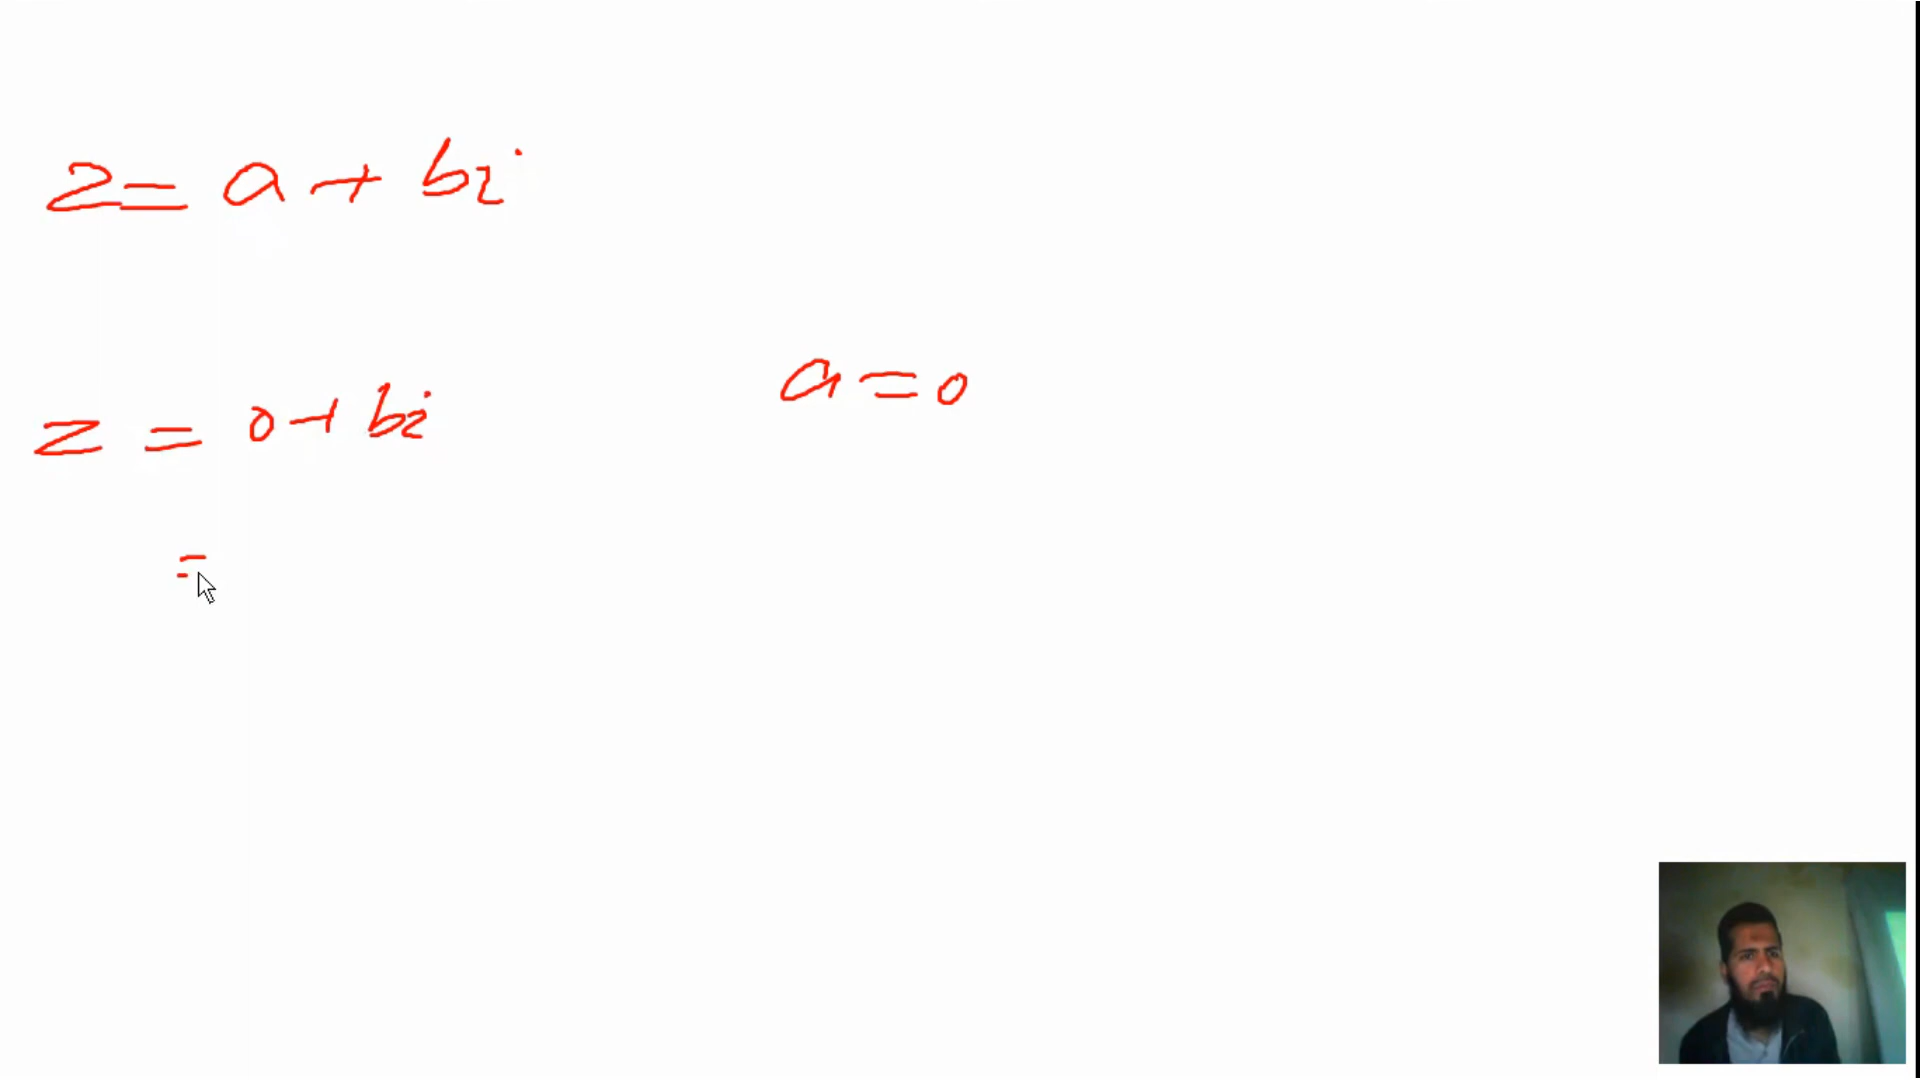 z = a + bi
a = 0
z = 0 + bi
=